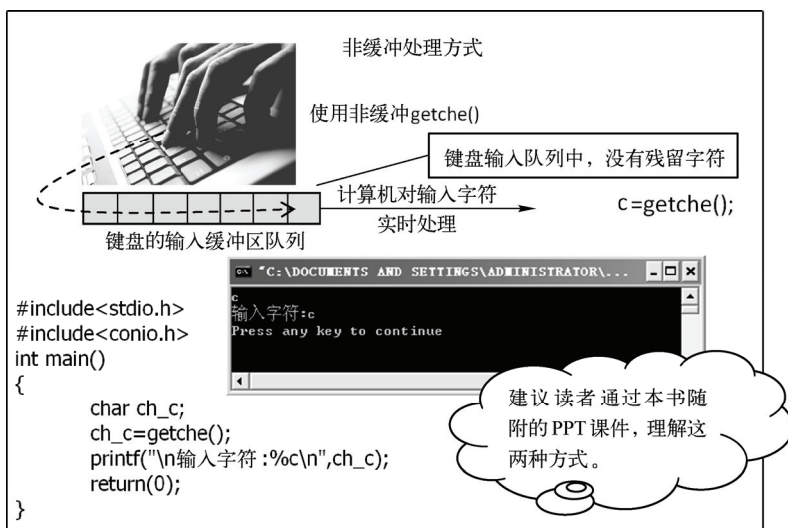 非缓冲处理方式
使用非缓冲getche()
键盘输入队列中，没有残留字符
计算机对输入字符
实时处理
c=getche();
键盘的输入缓冲区队列
"C:\DOCUMENTS AND SETTINGS\ADMINISTRATOR\...
c
输入字符:c
Press any key to continue
#include<stdio.h>
#include<conio.h>
int main()
{
char ch_c;
ch_c=getche();
printf("\n输入字符:%c\n",ch_c);
return(0);
}
建议读者通过本书随
附的PPT课件，理解这
两种方式。